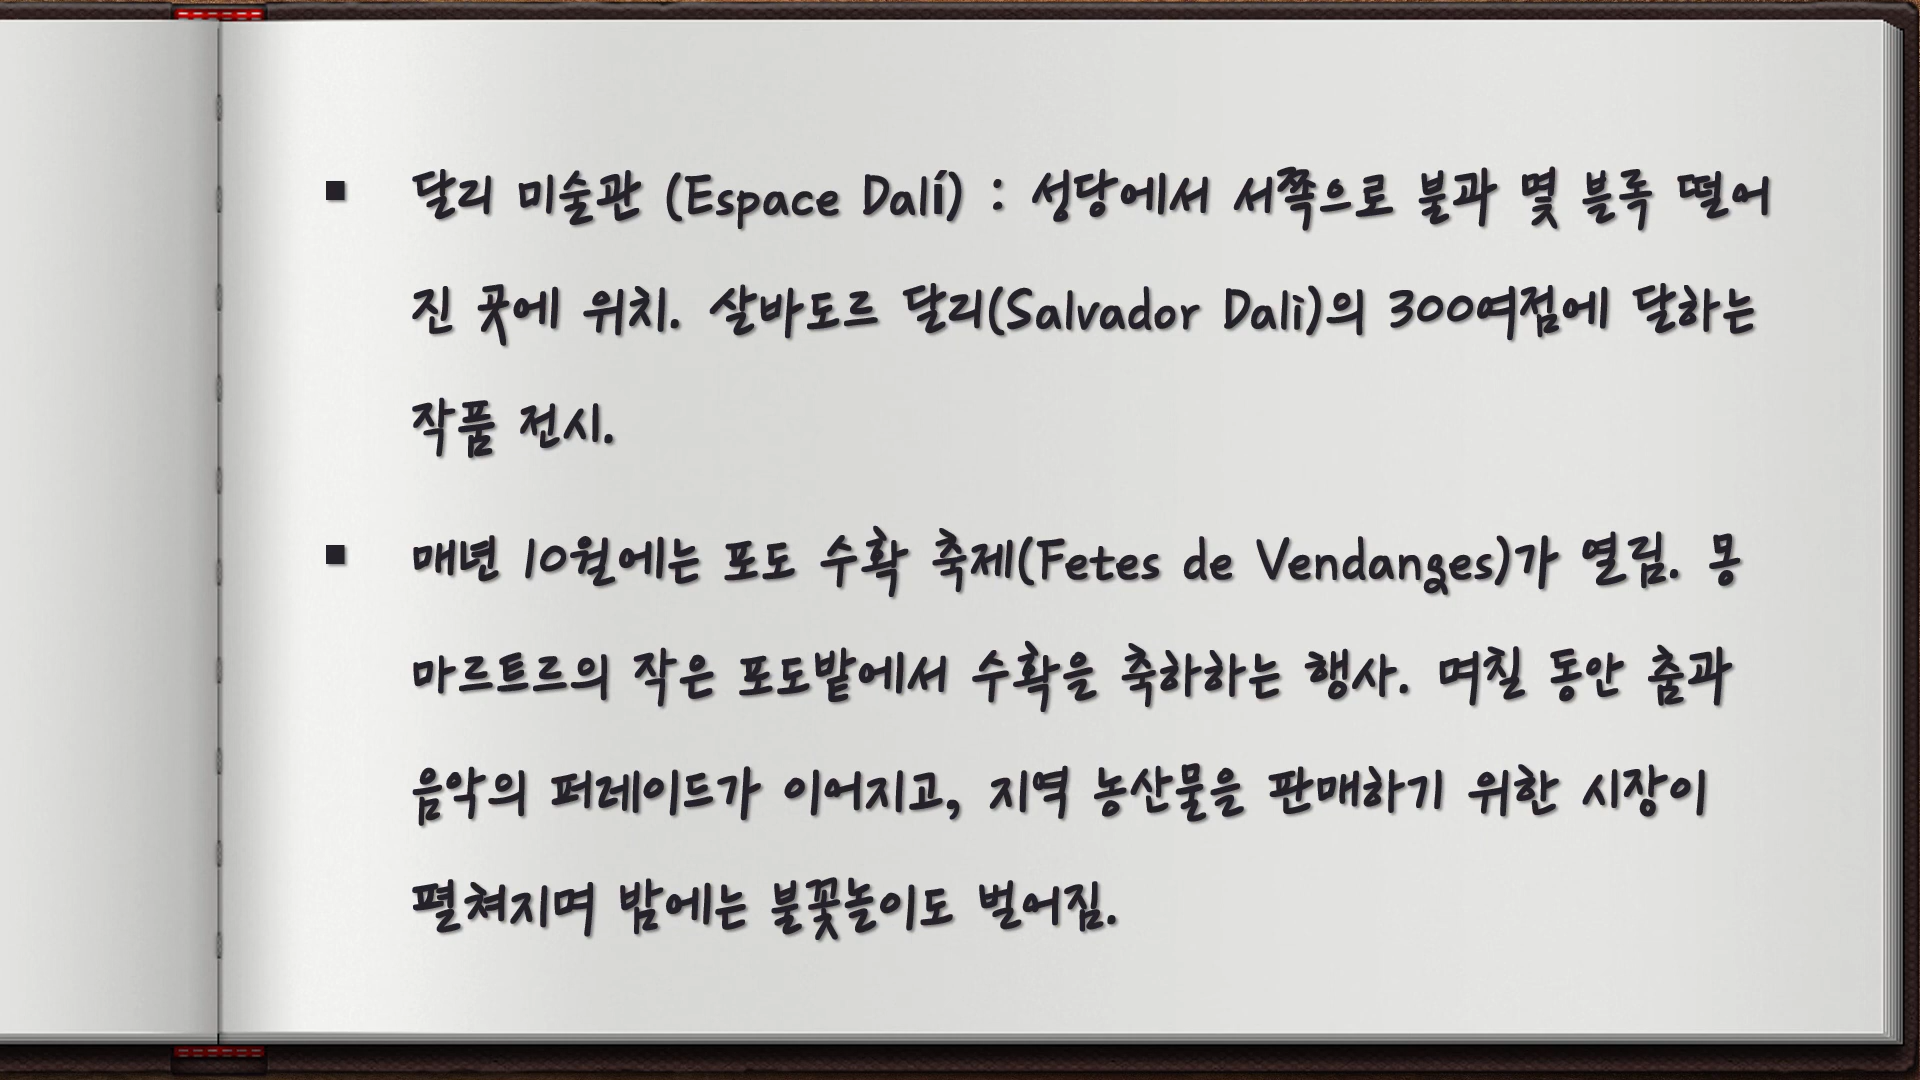 ▪ 달리 미술관 (Espace Dalí) : 성당에서 서쪽으로 불과 몇 블록 떨어
진 곳에 위치. 살바도르 달리(Salvador Dali)의 300여점에 달하는
작품 전시.
▪ 매년 10월에는 포도 수확 축제(Fetes de Vendanges)가 열림. 몽
마르트르의 작은 포도밭에서 수확을 축하하는 행사. 며칠 동안 춤과
음악의 퍼레이드가 이어지고, 지역 농산물을 판매하기 위한 시장이
펼쳐지며 밤에는 불꽃놀이도 벌어짐.